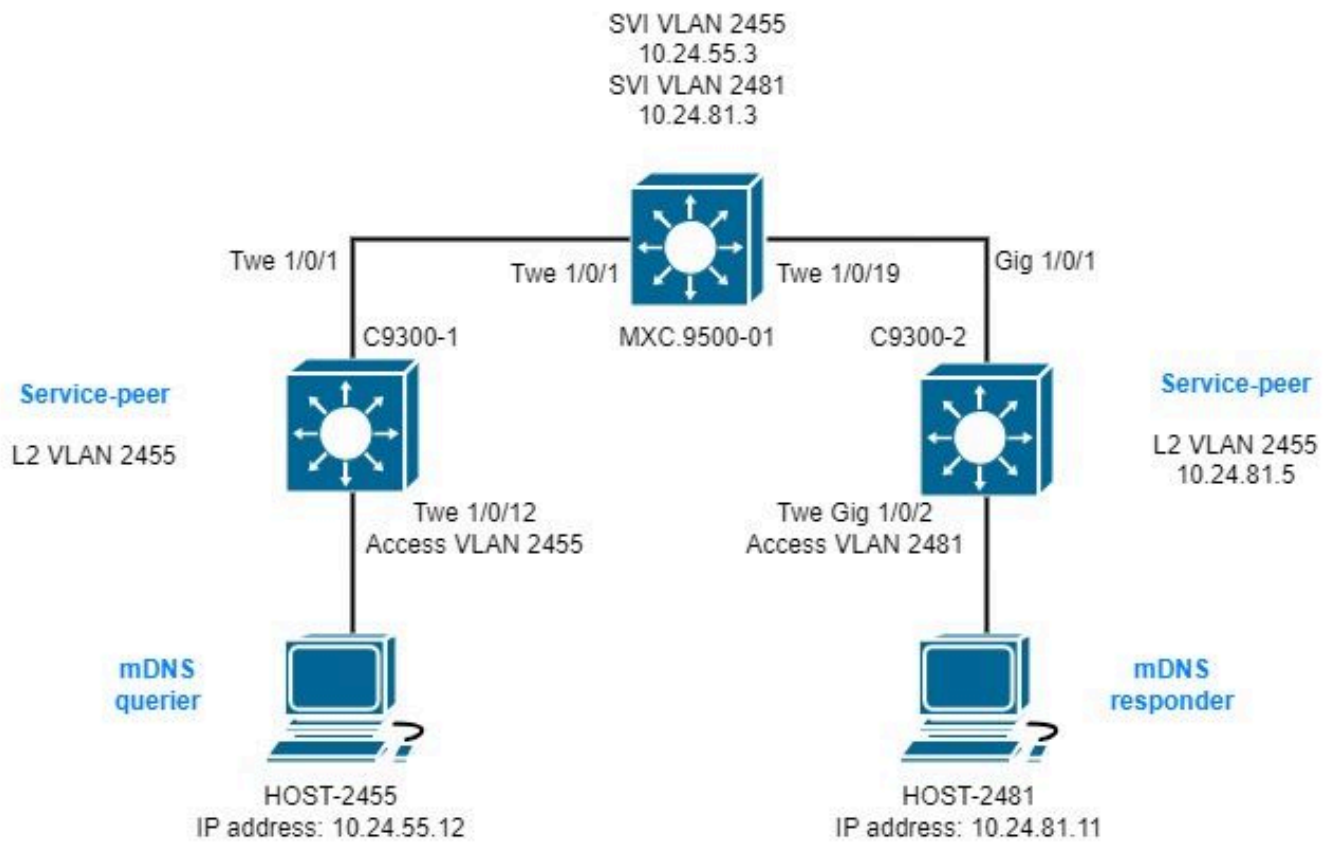 SVI VLAN 2455
10.24.55.3
SVI VLAN 2481
10.24.81.3
Twe 1/0/1
Twe 1/0/1
Twe 1/0/19
Gig 1/0/1
C9300-1
MXC.9500-01
C9300-2
Service-peer
L2 VLAN 2455
Service-peer
L2 VLAN 2455
10.24.81.5
Twe 1/0/12
Access VLAN 2455
Twe Gig 1/0/2
Access VLAN 2481
mDNS
querier
mDNS
responder
HOST-2455
IP address: 10.24.55.12
HOST-2481
IP address: 10.24.81.11